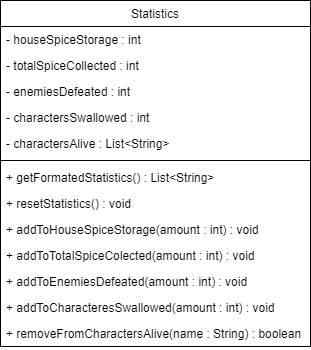 Statistics
- houseSpiceStorage : int
- totalSpiceCollected : int
- enemiesDefeated : int
- charactersSwallowed : int
- charactersAlive : List<String>
+ getFormatedStatistics() : List<String>
+ resetStatistics() : void
+ addToHouseSpiceStorage(amount : int) : void
+ addToTotalSpiceColected(amount : int) : void
+ addToEnemiesDefeated(amount : int) : void
+ addToCharacteresSwallowed(amount : int) : void
+ removeFromCharactersAlive(name : String) : boolean